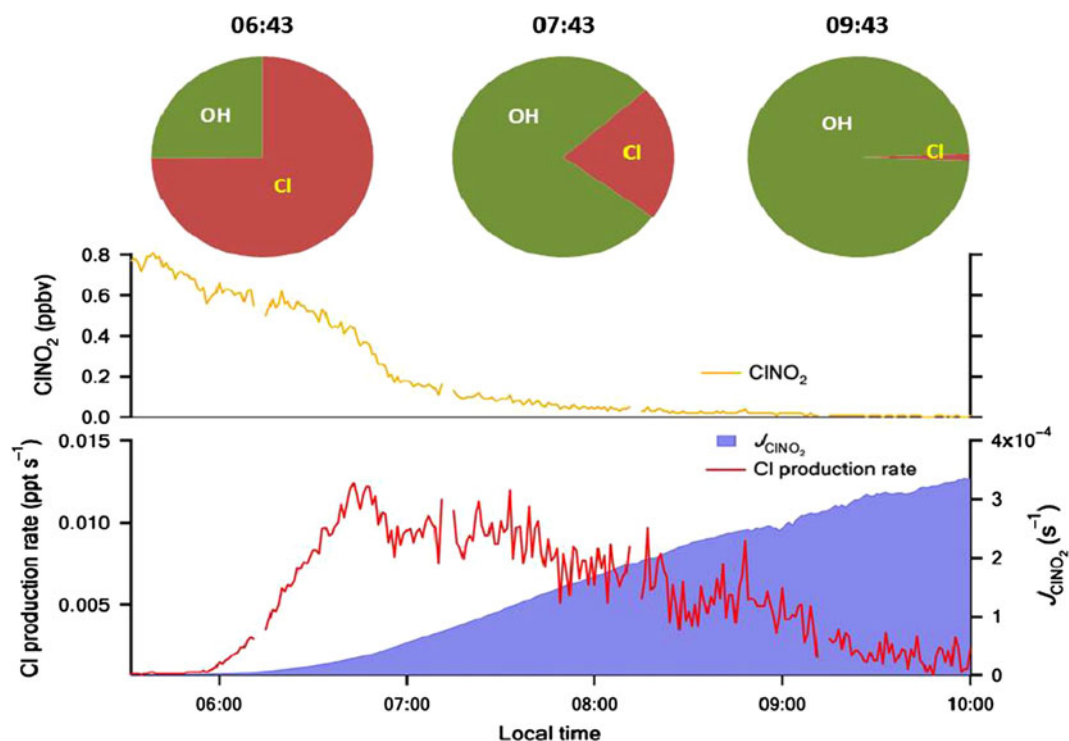 06:43 07:43 09:43
OH OH OH
Cl Cl Cl
ClNO₂ (ppbv)
0.8
0.6
0.4
0.2
0.0
ClNO₂
Cl production rate (ppt s⁻¹)
0.015
0.010
0.005
J_ClNO₂
Cl production rate
4x10⁻⁴
3
2
1
0
J_ClNO₂ (s⁻¹)
06:00 07:00 08:00 09:00 10:00
Local time